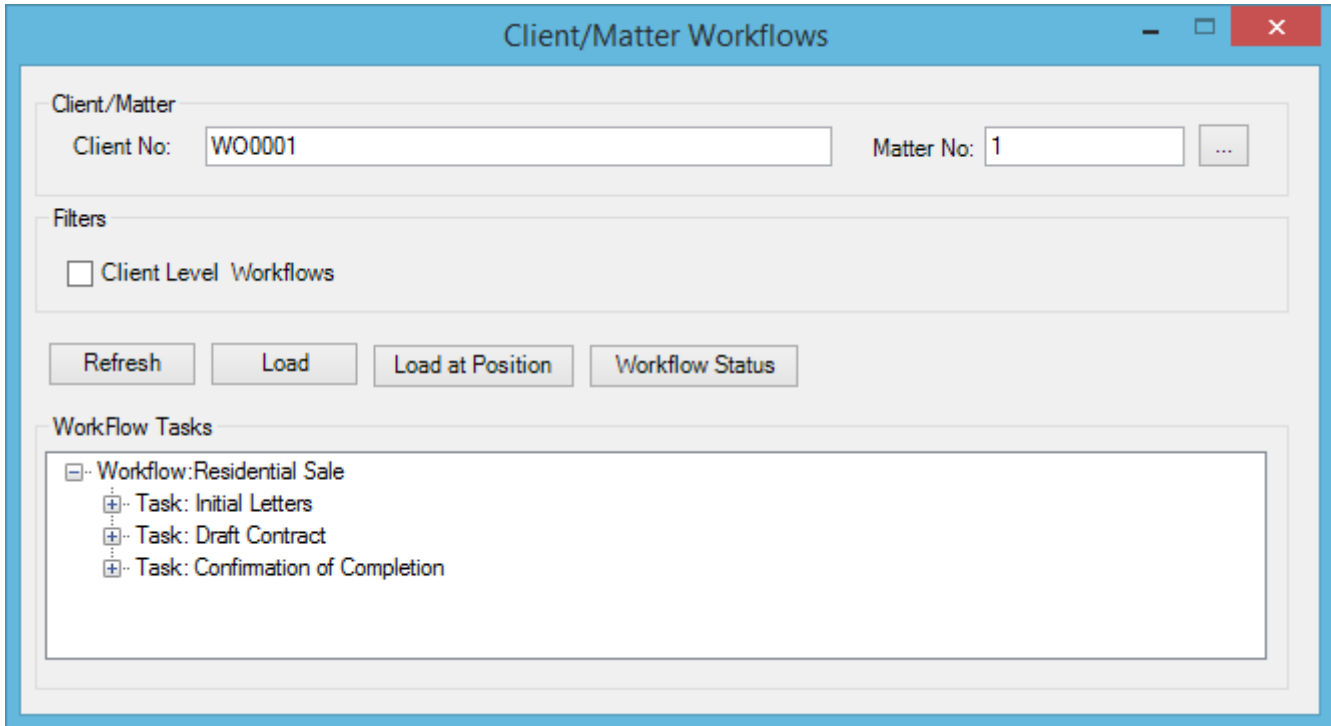 Client/Matter Workflows
Client/Matter
Client No: WO0001 Matter No: 1 ...
Filters
Client Level Workflows
Refresh Load Load at Position Workflow Status
WorkFlow Tasks
Workflow:Residential Sale
Task: Initial Letters
Task: Draft Contract
Task: Confirmation of Completion